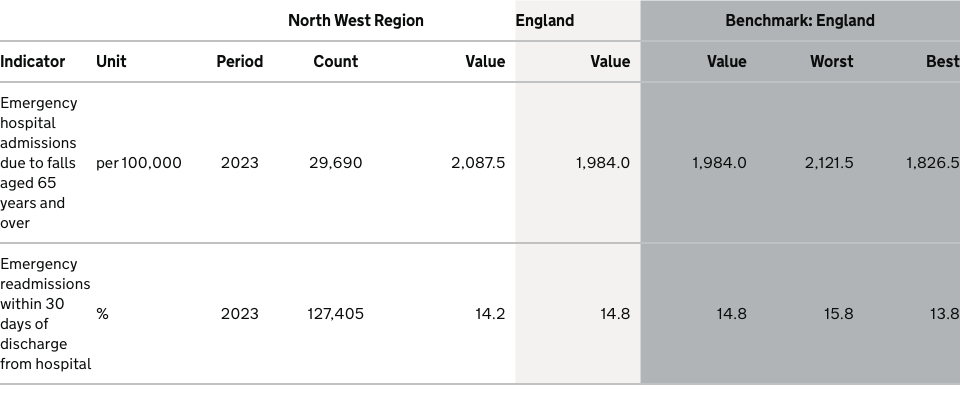 North West Region England Benchmark: England
Indicator Unit Period Count Value Value Value Worst Best
Emergency
hospital
admissions
due to falls
aged 65
years and
over
per 100,000 2023 29,690 2,087.5 1,984.0 1,984.0 2,121.5 1,826.5
Emergency
readmissions
within 30
days of
discharge
from hospital
% 2023 127,405 14.2 14.8 14.8 15.8 13.8